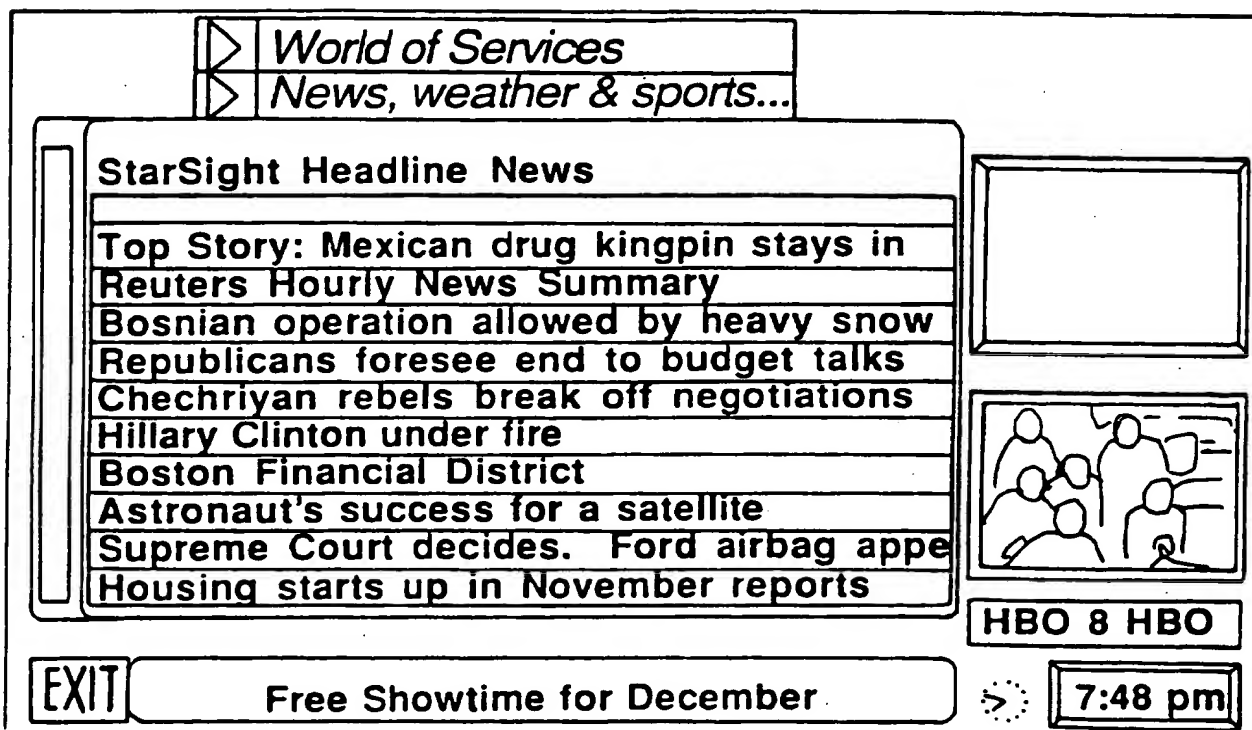 World of Services
News, weather & sports...
StarSight Headline News
Top Story: Mexican drug kingpin stays in
Reuters Hourly News Summary
Bosnian operation allowed by heavy snow
Republicans foresee end to budget talks
Chechriyan rebels break off negotiations
Hillary Clinton under fire
Boston Financial District
Astronaut's success for a satellite
Supreme Court decides. Ford airbag appe
Housing starts up in November reports
HBO 8 HBO
EXIT
Free Showtime for December
7:48 pm